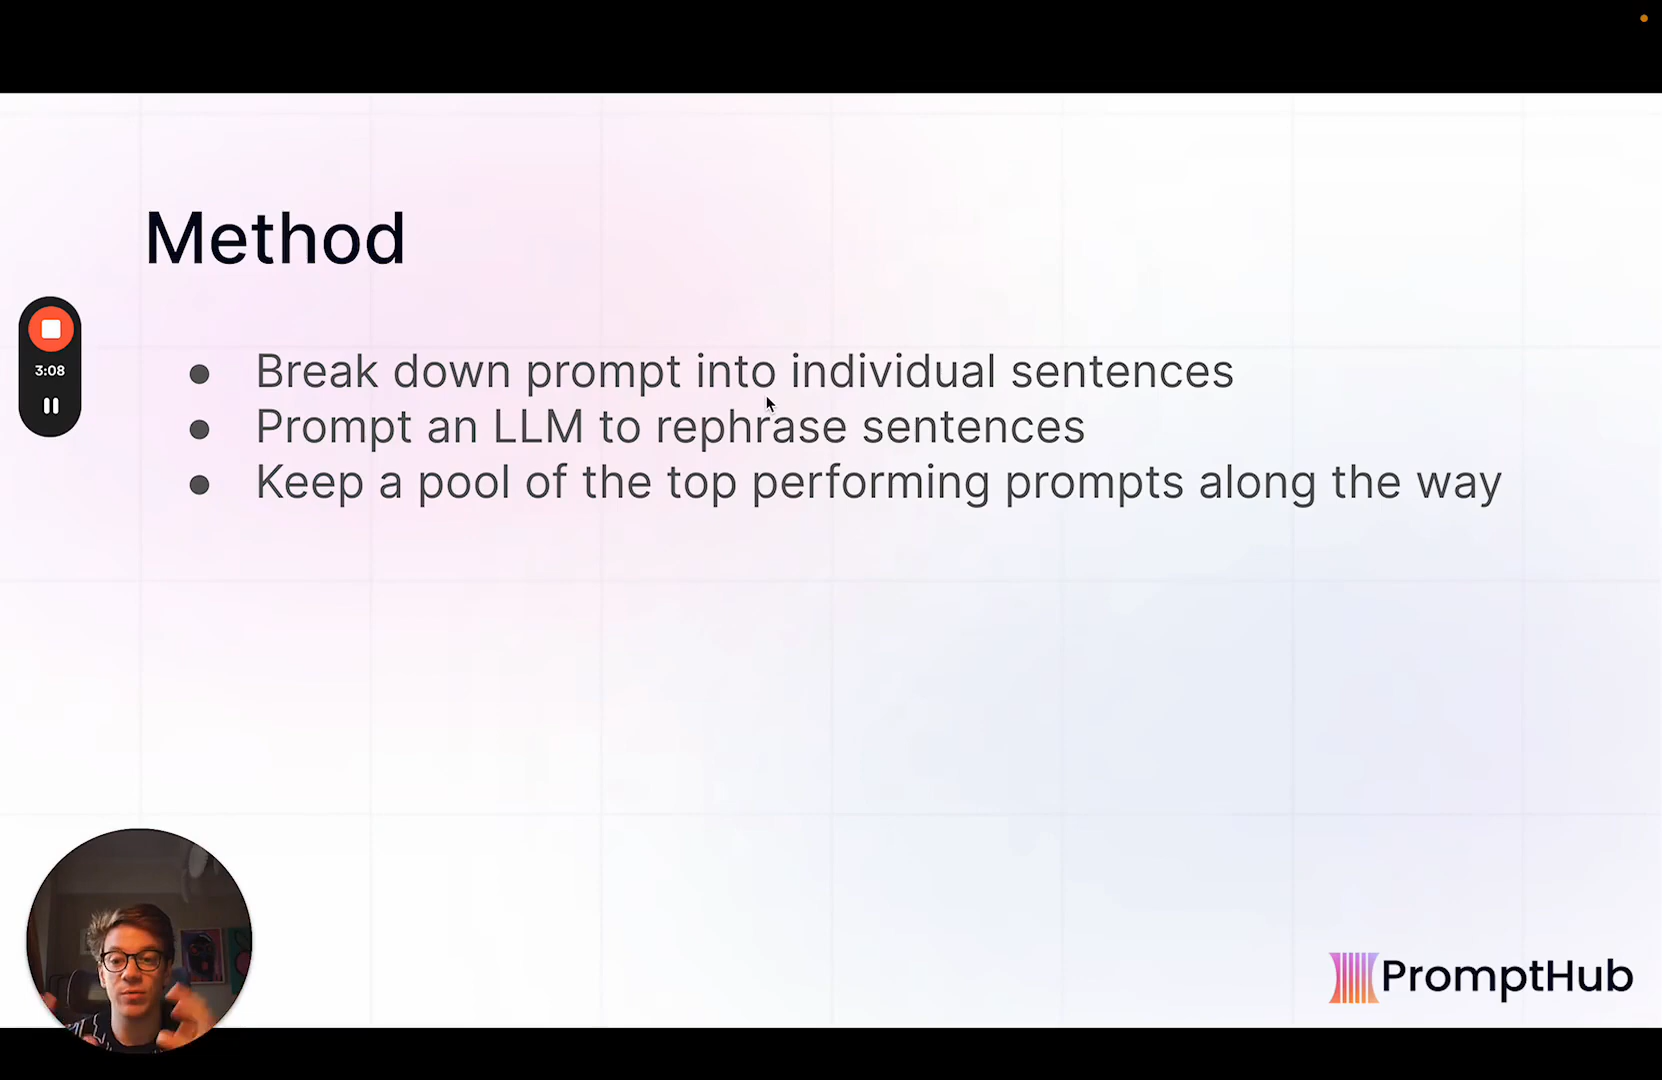 Method
3:08
Break down prompt into individual sentences
Prompt an LLM to rephrase sentences
Keep a pool of the top performing prompts along the way
PromptHub